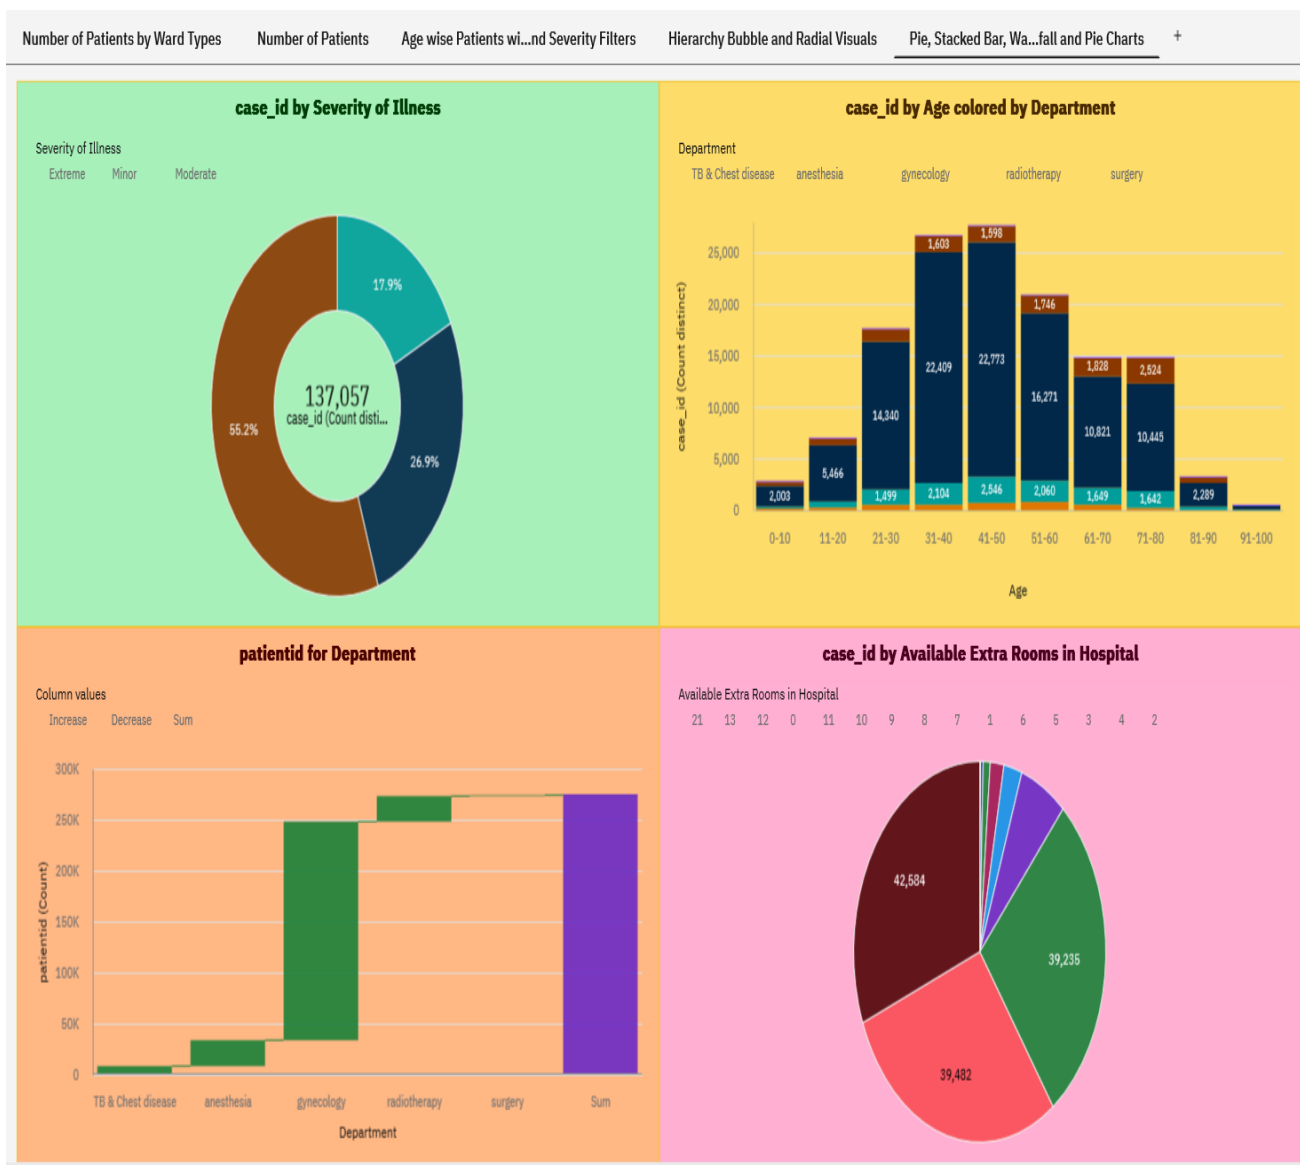 Number of Patients by Ward Types Number of Patients Age wise Patients wi...nd Severity Filters Hierarchy Bubble and Radial Visuals Pie, Stacked Bar, Wa...fall and Pie Charts +
case_id by Severity of Illness
Severity of Illness
Extreme Minor Moderate
17.9%
137,057
case_id (Count disti...
55.2%
26.9%
case_id by Age colored by Department
Department
TB & Chest disease anesthesia gynecology radiotherapy surgery
case_id (Count distinct)
25,000
20,000
15,000
10,000
5,000
0
2,003
5,466
14,340
1,499
1,603
22,409
2,104
1,598
22,773
2,546
1,746
16,271
2,060
1,828
10,821
1,649
2,524
10,445
1,642
2,289
0-10 11-20 21-30 31-40 41-50 51-60 61-70 71-80 81-90 91-100
Age
patientid for Department
Column values
Increase Decrease Sum
patientid (Count)
300K
250K
200K
150K
100K
50K
0
TB & Chest disease anesthesia gynecology radiotherapy surgery Sum
Department
case_id by Available Extra Rooms in Hospital
Available Extra Rooms in Hospital
21 13 12 0 11 10 9 8 7 1 6 5 3 4 2
42,584
39,235
39,482